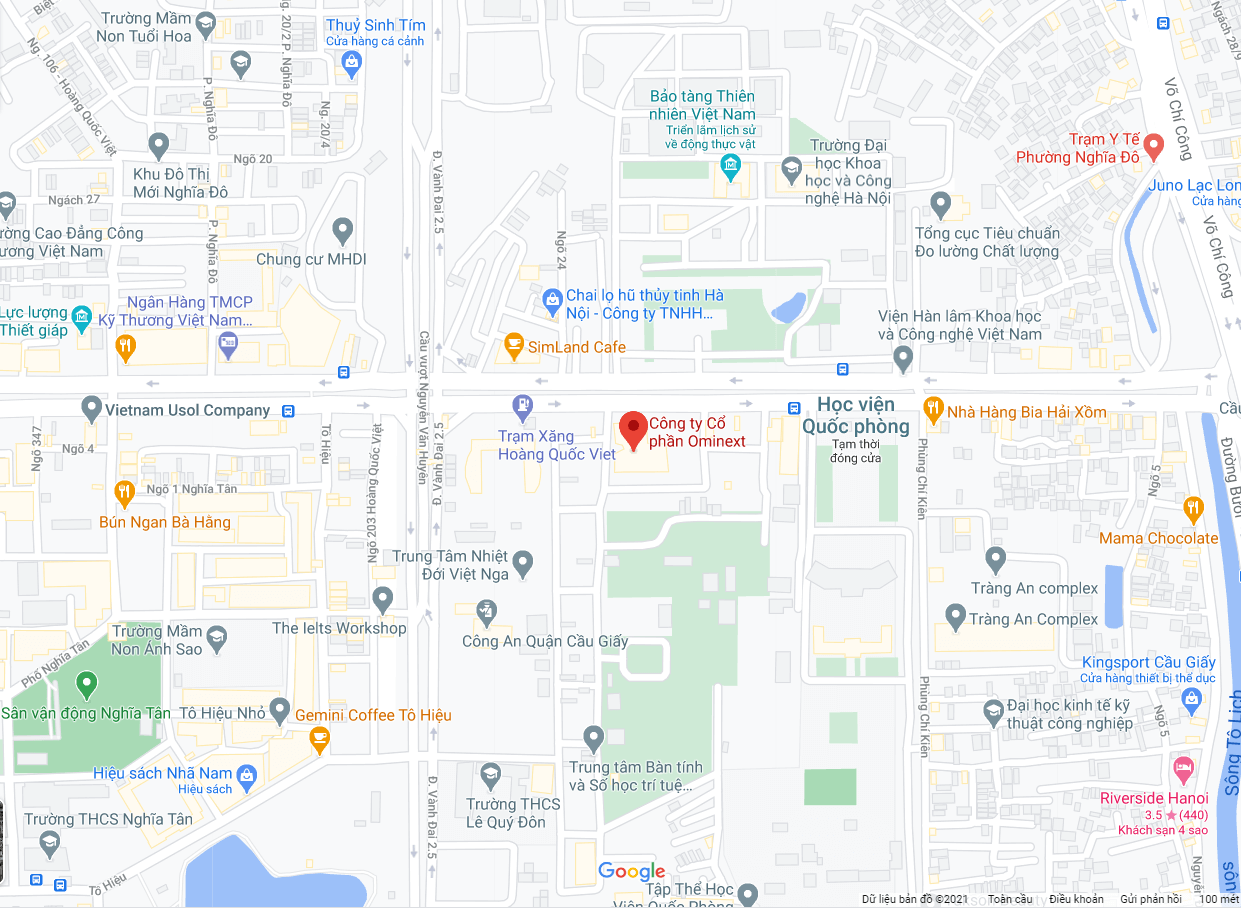 Biệt
Trường Mầm
Non Tuổi Hoa
Ng. 20/2 P. Nghĩa Đô
Thuỷ Sinh Tím
Cửa hàng cá cảnh
Ng. 106 - Hoàng Quốc Việt
P. Nghĩa Đô
Ng. 20/4
Ngách 28/9
Võ Chí Công
Bảo tàng Thiên
nhiên Việt Nam
Triển lãm lịch sử
về động thực vật
Trường Đại
học Khoa
học và Công
nghệ Hà Nội
Trạm Y Tế
Phường Nghĩa Đô
Ngõ 20
Khu Đô Thị
Mới Nghĩa Đô
Ngách 27
Đ. Vành Đai 2.5
Juno Lạc Lon
Cửa hàng
Võ Chí Công
ường Cao Đẳng Công
ương Việt Nam
P. Nghĩa Đô
Chung cư MHDI
Ngõ 24
Tổng cục Tiêu chuẩn
Đo lường Chất lượng
Lực lượng
Thiết giáp
Ngân Hàng TMCP
Kỹ Thương Việt Nam...
Chai lọ hũ thủy tinh Hà
Nội - Công ty TNHH...
Viện Hàn lâm Khoa học
và Công nghệ Việt Nam
SimLand Cafe
Cầu vượt Nguyễn Văn Huyên
Vietnam Usol Company
Học viện
Quốc phòng
Tạm thời
đóng cửa
Nhà Hàng Bia Hải Xồm
Cầu
Công ty Cổ
phần Ominext
Trạm Xăng
Hoàng Quốc Việt
Ngõ 347
Ngõ 4
Tô Hiệu
Ngõ 203 Hoàng Quốc Việt
Đ. Vành Đai 2.5
Phùng Chí Kiên
Ngõ 5
Đường Bưởi
Ngõ 1 Nghĩa Tân
Bún Ngan Bà Hằng
Mama Chocolate
Trung Tâm Nhiệt
Đới Việt Nga
Tràng An complex
Tràng An Complex
The Ielts Workshop
Công An Quận Cầu Giấy
Trường Mầm
Non Ánh Sao
Phố Nghĩa Tân
Kingsport Cầu Giấy
Cửa hàng thiết bị thể dục
Sân vận động Nghĩa Tân
Tô Hiệu Nhỏ
Gemini Coffee Tô Hiệu
Phùng Chí Kiên
Đại học kinh tế kỹ
thuật công nghiệp
Ngõ 5
Sông Tô Lịch
Hiệu sách Nhã Nam
Hiệu sách
Trung tâm Bàn tính
và Số học trí tuệ...
Đ. Vành Đai 2.5
Trường THCS
Lê Quý Đôn
Riverside Hanoi
3.5 ★ (440)
Khách sạn 4 sao
Trường THCS Nghĩa Tân
Tô Hiệu
Google
Tập Thể Học
Viện Quốc Phòng
Nguyễn
sông
Dữ liệu bản đồ ©2021 Toàn cầu Điều khoản Gửi phản hồi 100 mét